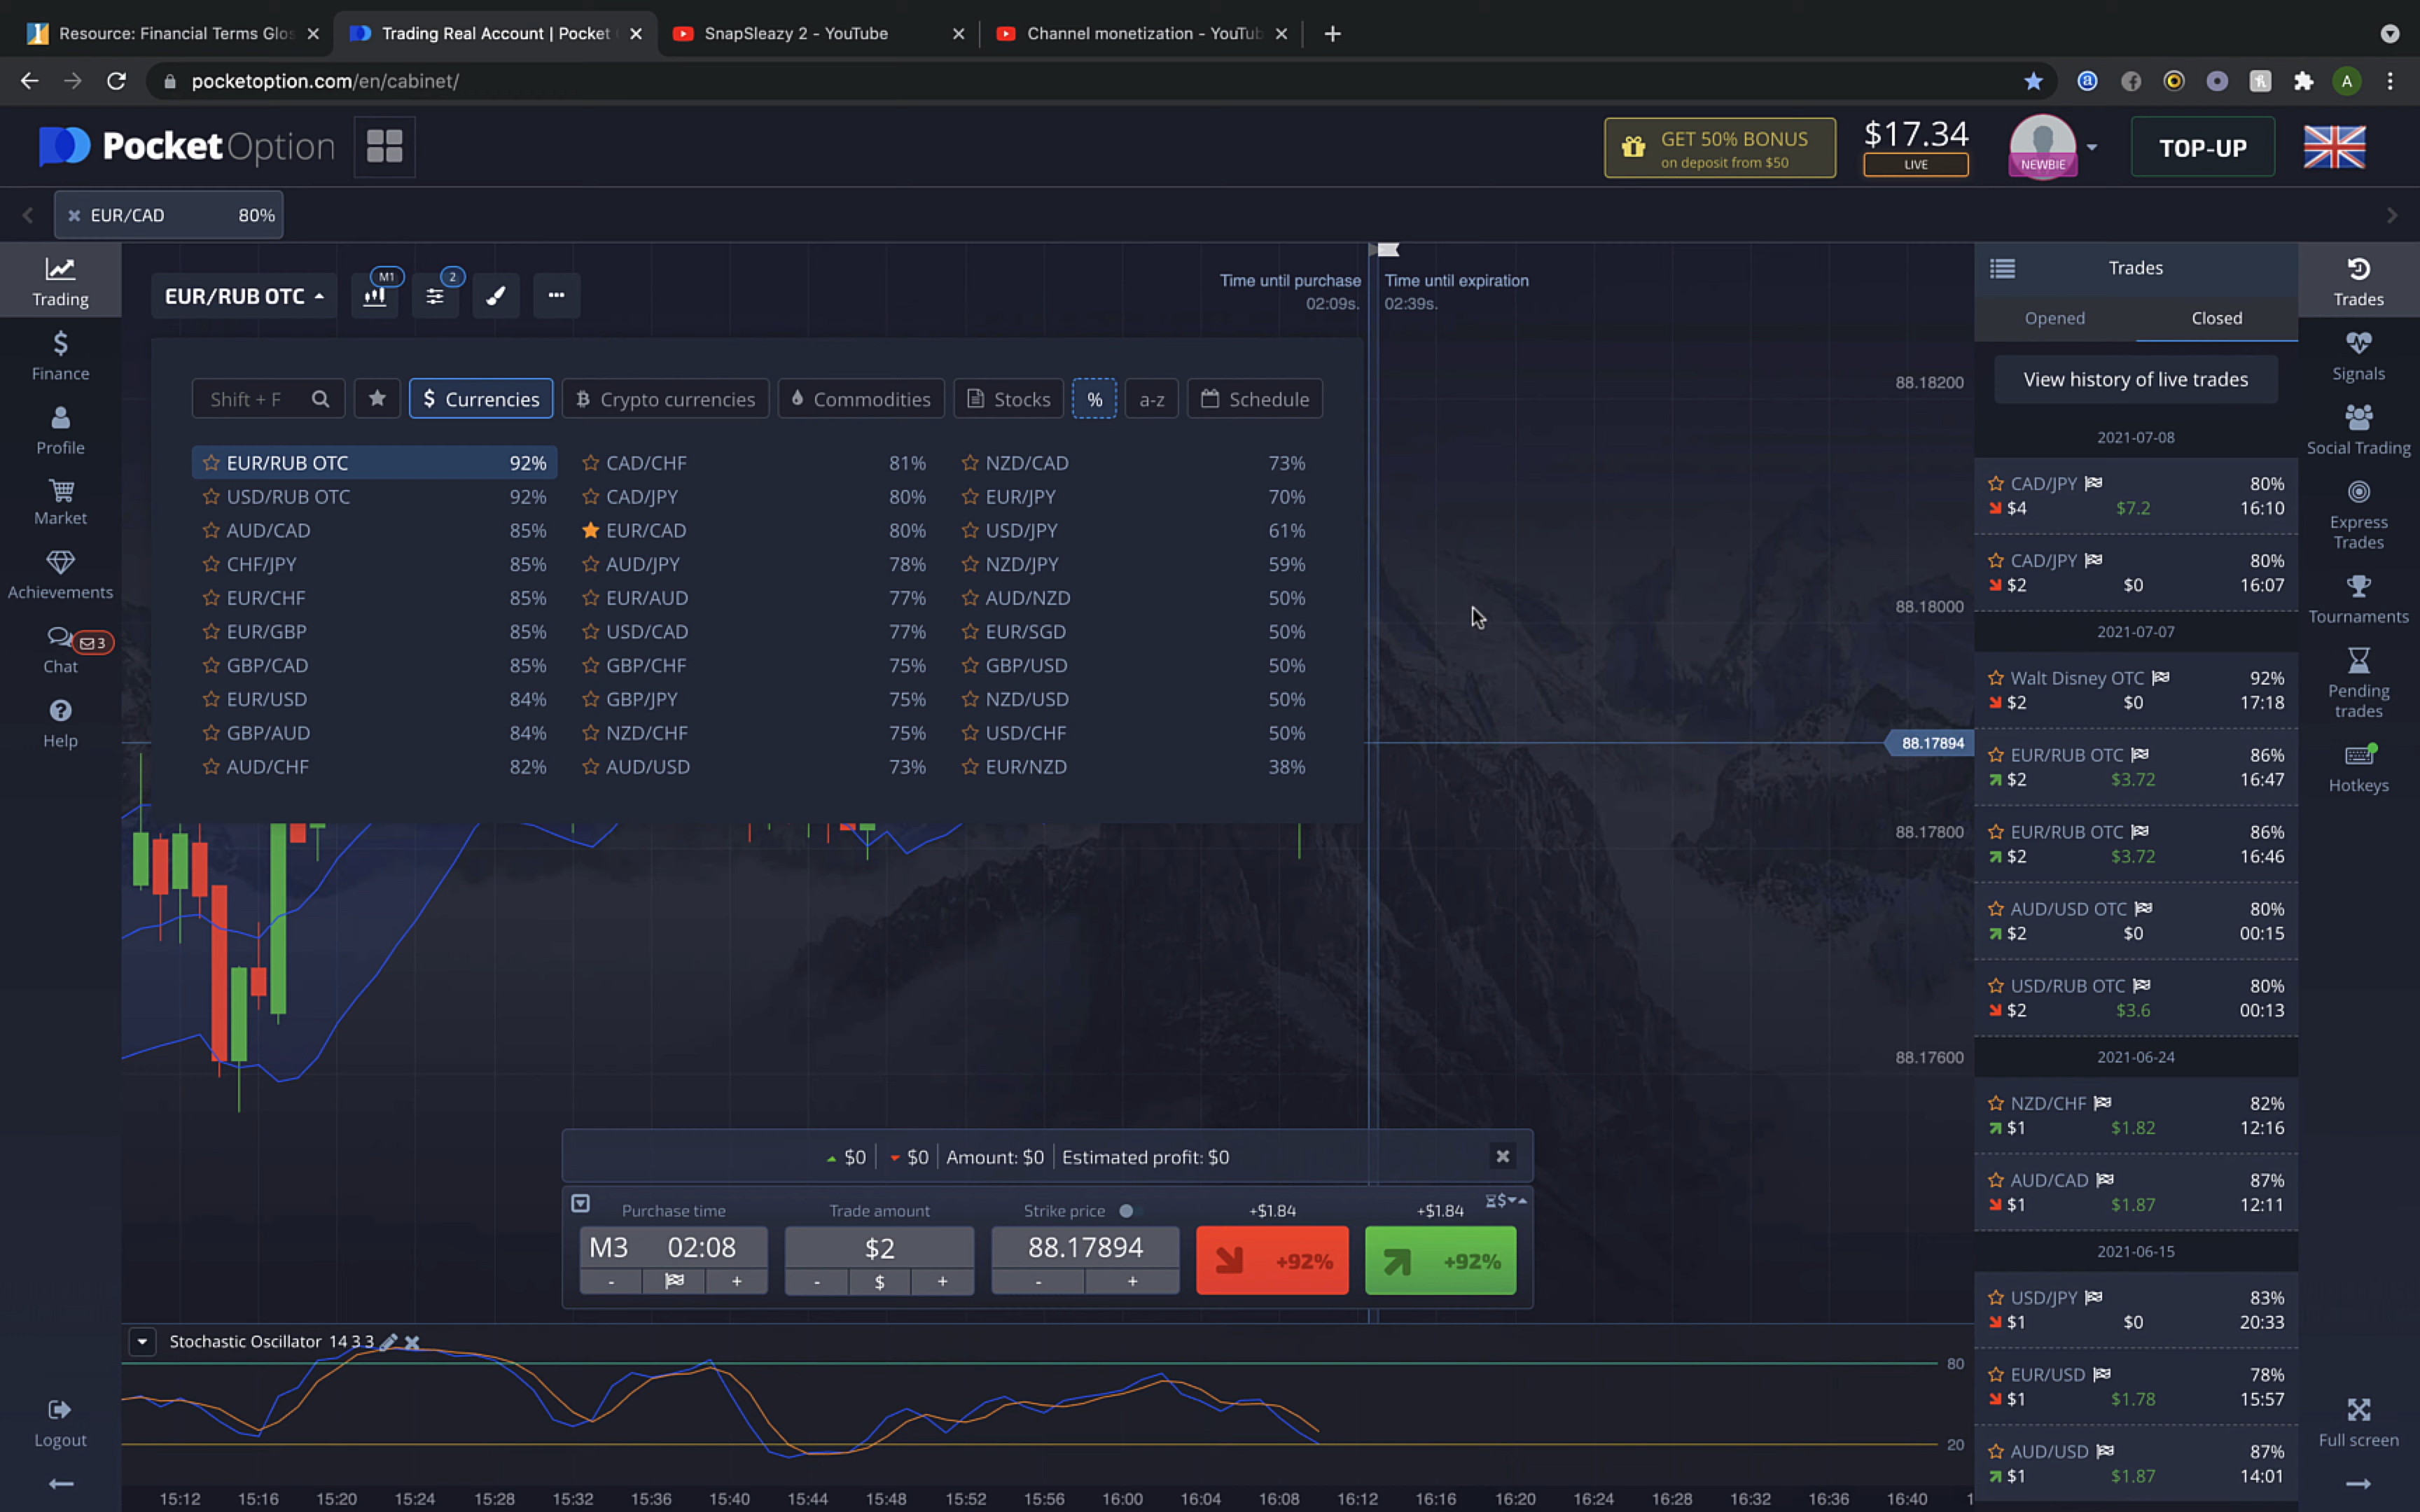 Resource: Financial Terms Glos
Trading Real Account | Pocket
SnapSleazy 2 - YouTube
Channel monetization - YouTub
pocketoption.com/en/cabinet/
A
PocketOption
GET 50% BONUS
on deposit from $50
$17.34
LIVE
NEWBIE
TOP-UP
EUR/CAD 80%
Trading
Finance
Profile
Market
Achievements
3
Chat
Help
Logout
EUR/RUB OTC
M1
2
Time until purchase
02:09s.
Time until expiration
02:39s.
Shift + F
$ Currencies
Crypto currencies
Commodities
Stocks
%
a-z
Schedule
EUR/RUB OTC 92% CAD/CHF 81% NZD/CAD 73%
USD/RUB OTC 92% CAD/JPY 80% EUR/JPY 70%
AUD/CAD 85% EUR/CAD 80% USD/JPY 61%
CHF/JPY 85% AUD/JPY 78% NZD/JPY 59%
EUR/CHF 85% EUR/AUD 77% AUD/NZD 50%
EUR/GBP 85% USD/CAD 77% EUR/SGD 50%
GBP/CAD 85% GBP/CHF 75% GBP/USD 50%
EUR/USD 84% GBP/JPY 75% NZD/USD 50%
GBP/AUD 84% NZD/CHF 75% USD/CHF 50%
AUD/CHF 82% AUD/USD 73% EUR/NZD 38%
88.18200
88.18000
88.17894
88.17800
88.17600
$0 $0 Amount: $0 Estimated profit: $0
Purchase time
M3 02:08
- +
Trade amount
$2
- $ +
Strike price
88.17894
- +
+$1.84
+92%
+$1.84
+92%
$
Stochastic Oscillator 14 3 3
80
20
15:12 15:16 15:20 15:24 15:28 15:32 15:36 15:40 15:44 15:48 15:52 15:56 16:00 16:04 16:08 16:12 16:16 16:20 16:24 16:28 16:32 16:36 16:40 1
Trades
Opened Closed
View history of live trades
2021-07-08
CAD/JPY 80%
$4 $7.2 16:10
CAD/JPY 80%
$2 $0 16:07
2021-07-07
Walt Disney OTC 92%
$2 $0 17:18
EUR/RUB OTC 86%
$2 $3.72 16:47
EUR/RUB OTC 86%
$2 $3.72 16:46
AUD/USD OTC 80%
$2 $0 00:15
USD/RUB OTC 80%
$2 $3.6 00:13
2021-06-24
NZD/CHF 82%
$1 $1.82 12:16
AUD/CAD 87%
$1 $1.87 12:11
2021-06-15
USD/JPY 83%
$1 $0 20:33
EUR/USD 78%
$1 $1.78 15:57
AUD/USD 87%
$1 $1.87 14:01
Trades
Signals
Social Trading
Express
Trades
Tournaments
Pending
trades
Hotkeys
Full screen